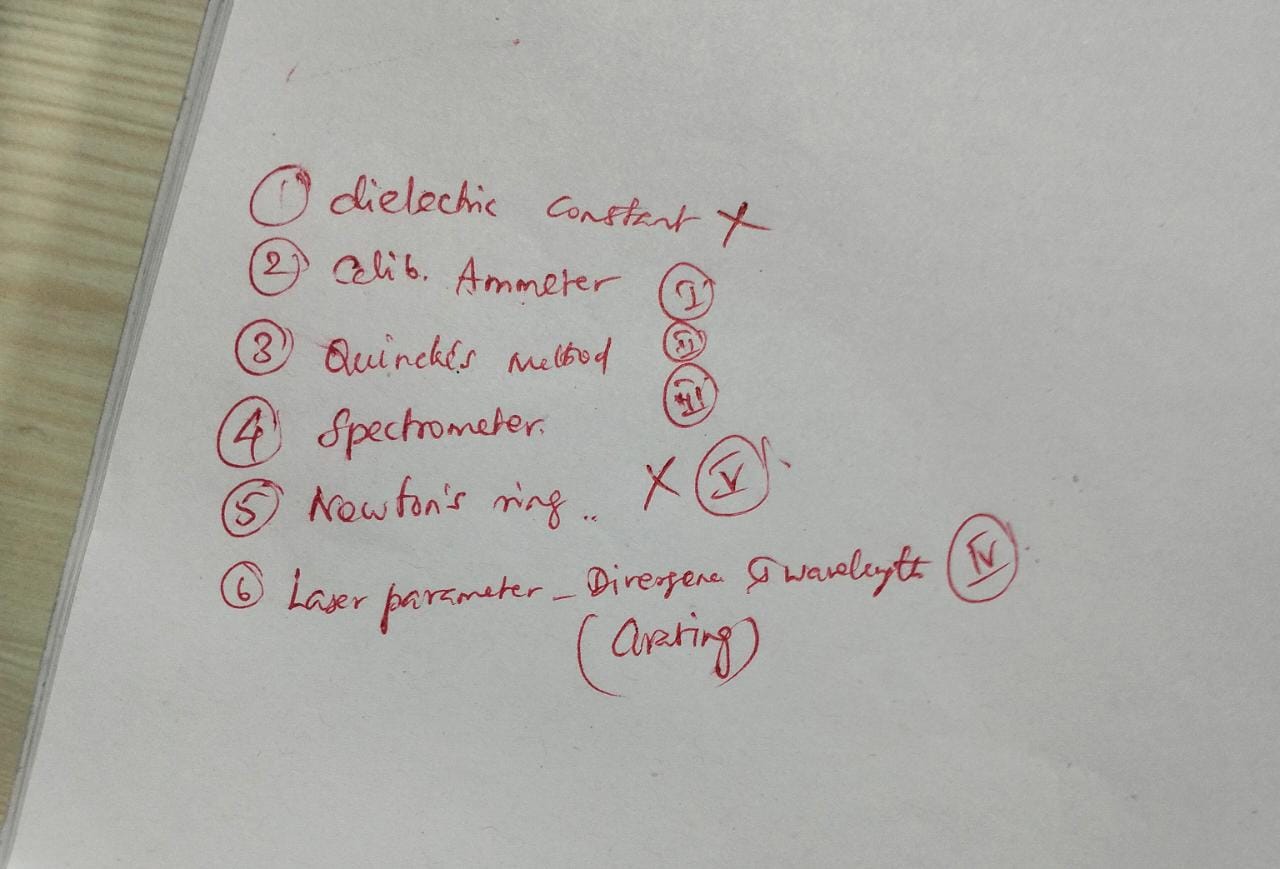 ① dielectric constant X
② Calib. Ammeter Ⓘ
③ Quincke's method II
④ Spectrometer. III
⑤ Newton's ring .. X Ⓥ
⑥ Laser parameter - Divergence & wavelength IV
(Grating)